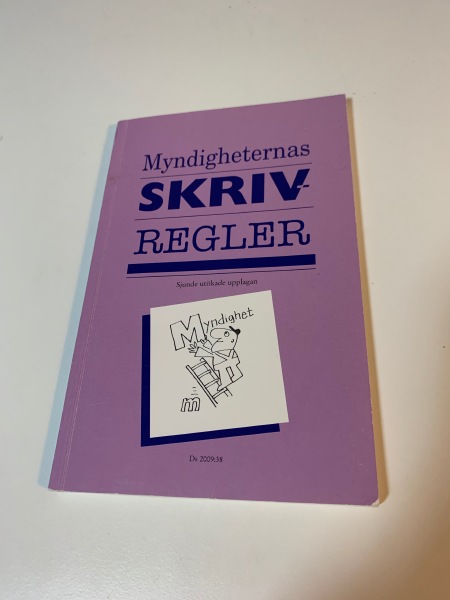 Myndigheternas
SKRIV-
REGLER
Sjunde utökade upplagan
Myndighet
m
Ds 2009:38